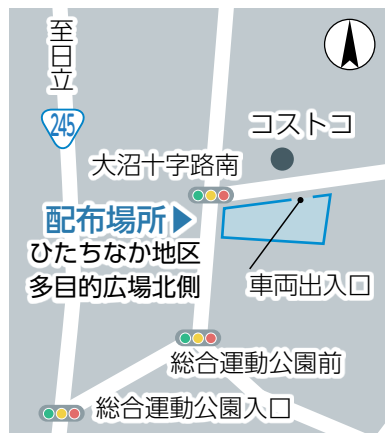 至日立
245
コストコ
大沼十字路南
配布場所▶
ひたちなか地区
多目的広場北側
車両出入口
総合運動公園前
総合運動公園入口